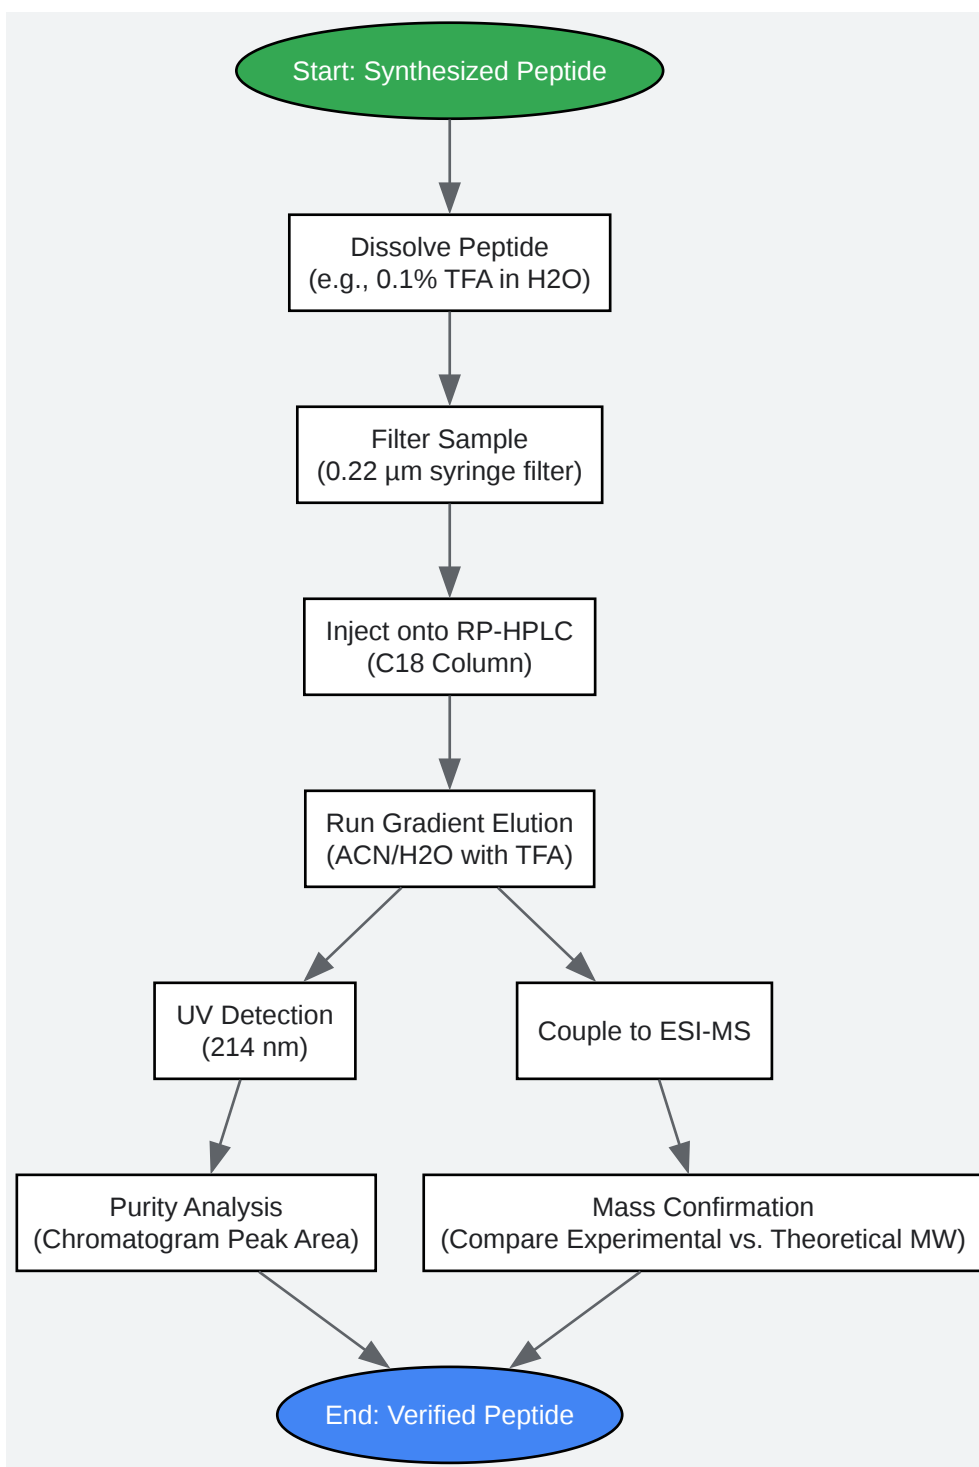 Start: Synthesized Peptide
Dissolve Peptide
(e.g., 0.1% TFA in H2O)
Filter Sample
(0.22 µm syringe filter)
Inject onto RP-HPLC
(C18 Column)
Run Gradient Elution
(ACN/H2O with TFA)
UV Detection
(214 nm)
Couple to ESI-MS
Purity Analysis
(Chromatogram Peak Area)
Mass Confirmation
(Compare Experimental vs. Theoretical MW)
End: Verified Peptide